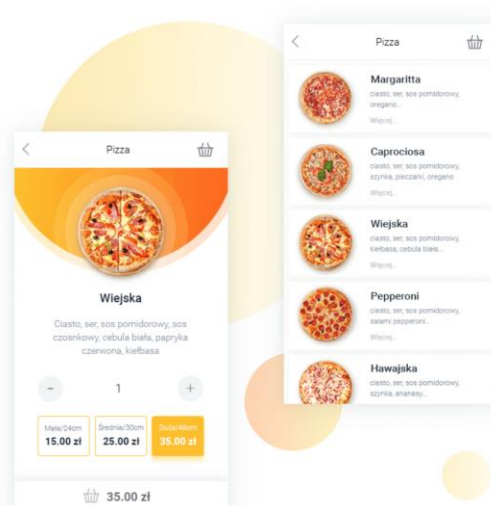 Pizza
Wiejska
Ciasto, ser, sos pomidorowy, sos
czosnkowy, cebula biała, papryka
czerwona, kiełbasa
-
1
+
Mała/24cm
15.00 zł
Średnia/30cm
25.00 zł
Duża/46cm
35.00 zł
35.00 zł
Pizza
Margaritta
ciasto, ser, sos pomidorowy,
oregano...
Więcej...
Caprociosa
ciasto, ser, sos pomidorowy,
szynka, pieczarki, oregano
Więcej...
Wiejska
ciasto, ser, sos pomidorowy,
kiełbasa, cebula biała...
Więcej...
Pepperoni
ciasto, ser, sos pomidorowy,
salami pepperoni...
Więcej...
Hawajska
ciasto, ser, sos pomidorowy,
szynka, ananasy...